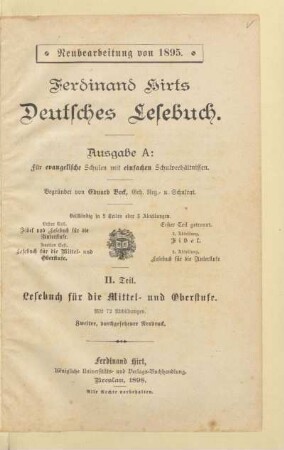 Neubearbeitung von 1895.
Ferdinand Hirts
Deutsches Lesebuch.
Ausgabe A:
Für evangelische Schulen mit einfachen Schulverhältnissen.
Begründet von Eduard Bock, Geh. Reg.- u. Schulrat.
Vollständig in 2 Teilen oder 3 Abteilungen.
Erster Teil.
Fibel und Lesebuch für die
Unterstufe.
Zweiter Teil.
Lesebuch für die Mittel- und
Oberstufe.
Erster Teil getrennt.
1. Abteilung.
Fibel.
2. Abteilung.
Lesebuch für die Unterstufe
II. Teil.
Lesebuch für die Mittel- und Oberstufe.
Mit 72 Abbildungen.
Zweiter, durchgesehener Neudruck.
Ferdinand Hirt,
Königliche Universitäts- und Verlags-Buchhandlung.
Breslau, 1898.
Alle Rechte vorbehalten.